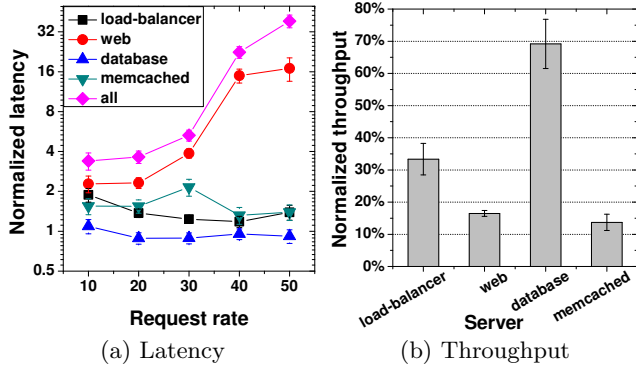 Normalized latency
32
16
8
4
2
1
0.5
load-balancer
web
database
memcached
all
10 20 30 40 50
Request rate
(a) Latency
Normalized throughput
80%
70%
60%
50%
40%
30%
20%
10%
0%
load-balancer web database memcached
Server
(b) Throughput